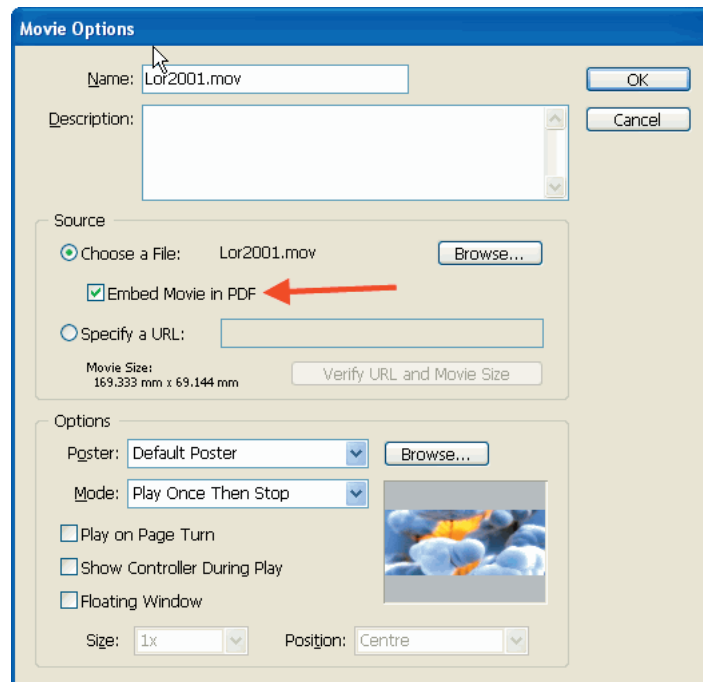 Movie Options
Name: Lor2001.mov
OK
Description:
Cancel
Source
Choose a File: Lor2001.mov Browse...
Embed Movie in PDF
Specify a URL:
Movie Size:
169.333 mm x 69.144 mm
Verify URL and Movie Size
Options
Poster: Default Poster Browse...
Mode: Play Once Then Stop
Play on Page Turn
Show Controller During Play
Floating Window
Size: 1x Position: Centre